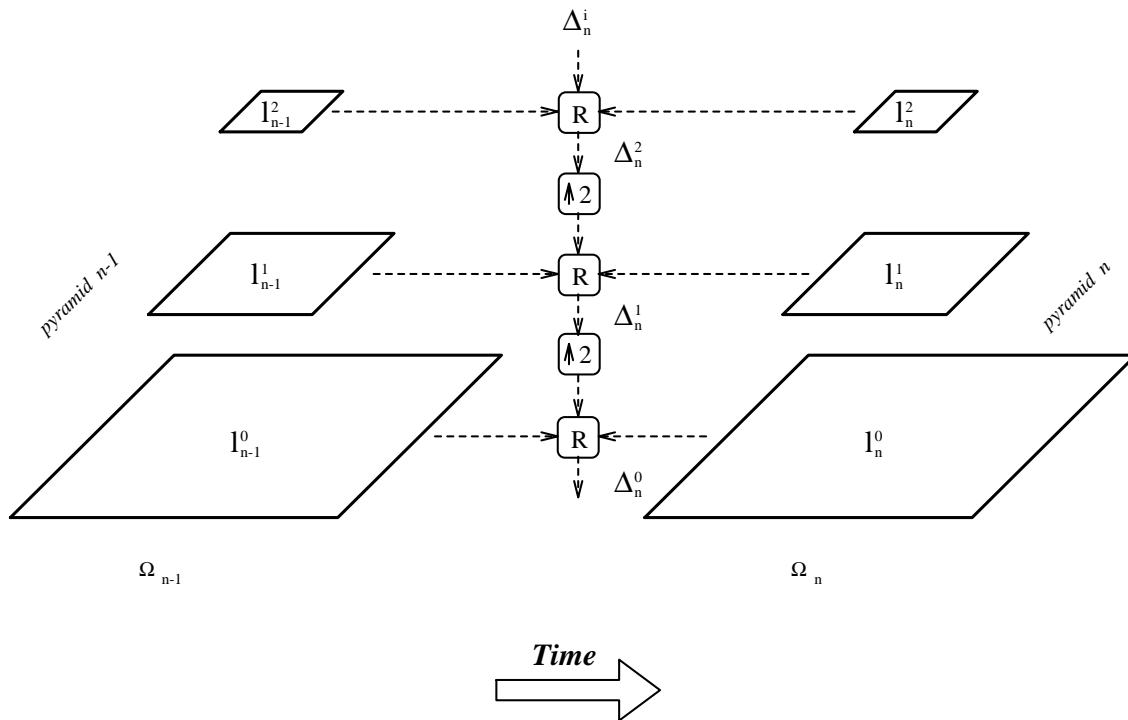 Δ_n^i
l_{n-1}^2 R l_n^2
Δ_n^2
↑2
pyramid n-1 l_{n-1}^1 R l_n^1 pyramid n
Δ_n^1
↑2
l_{n-1}^0 R l_n^0
Δ_n^0
Ω_{n-1} Ω_n
Time